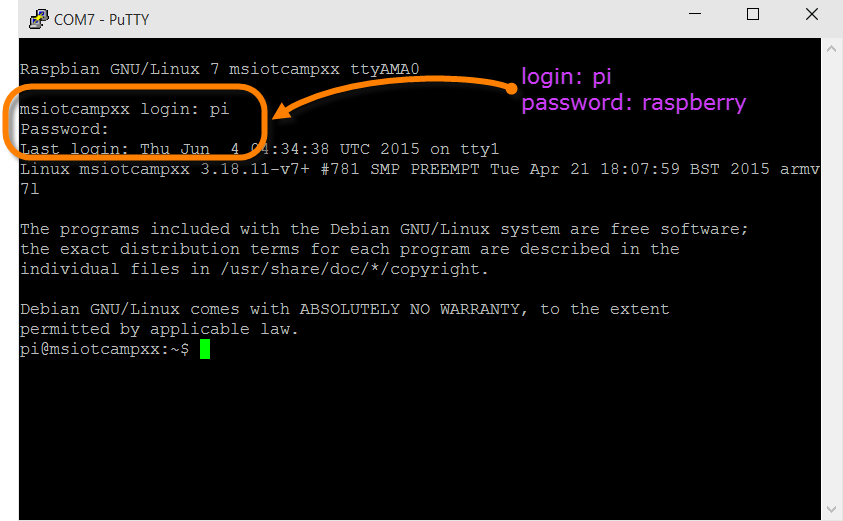 COM7 - PuTTY
Raspbian GNU/Linux 7 msiotcampxx ttyAMA0
login: pi
password: raspberry
msiotcampxx login: pi
Password:
Last login: Thu Jun  4 04:34:38 UTC 2015 on tty1
Linux msiotcampxx 3.18.11-v7+ #781 SMP PREEMPT Tue Apr 21 18:07:59 BST 2015 armv
7l
The programs included with the Debian GNU/Linux system are free software;
the exact distribution terms for each program are described in the
individual files in /usr/share/doc/*/copyright.
Debian GNU/Linux comes with ABSOLUTELY NO WARRANTY, to the extent
permitted by applicable law.
pi@msiotcampxx:~$